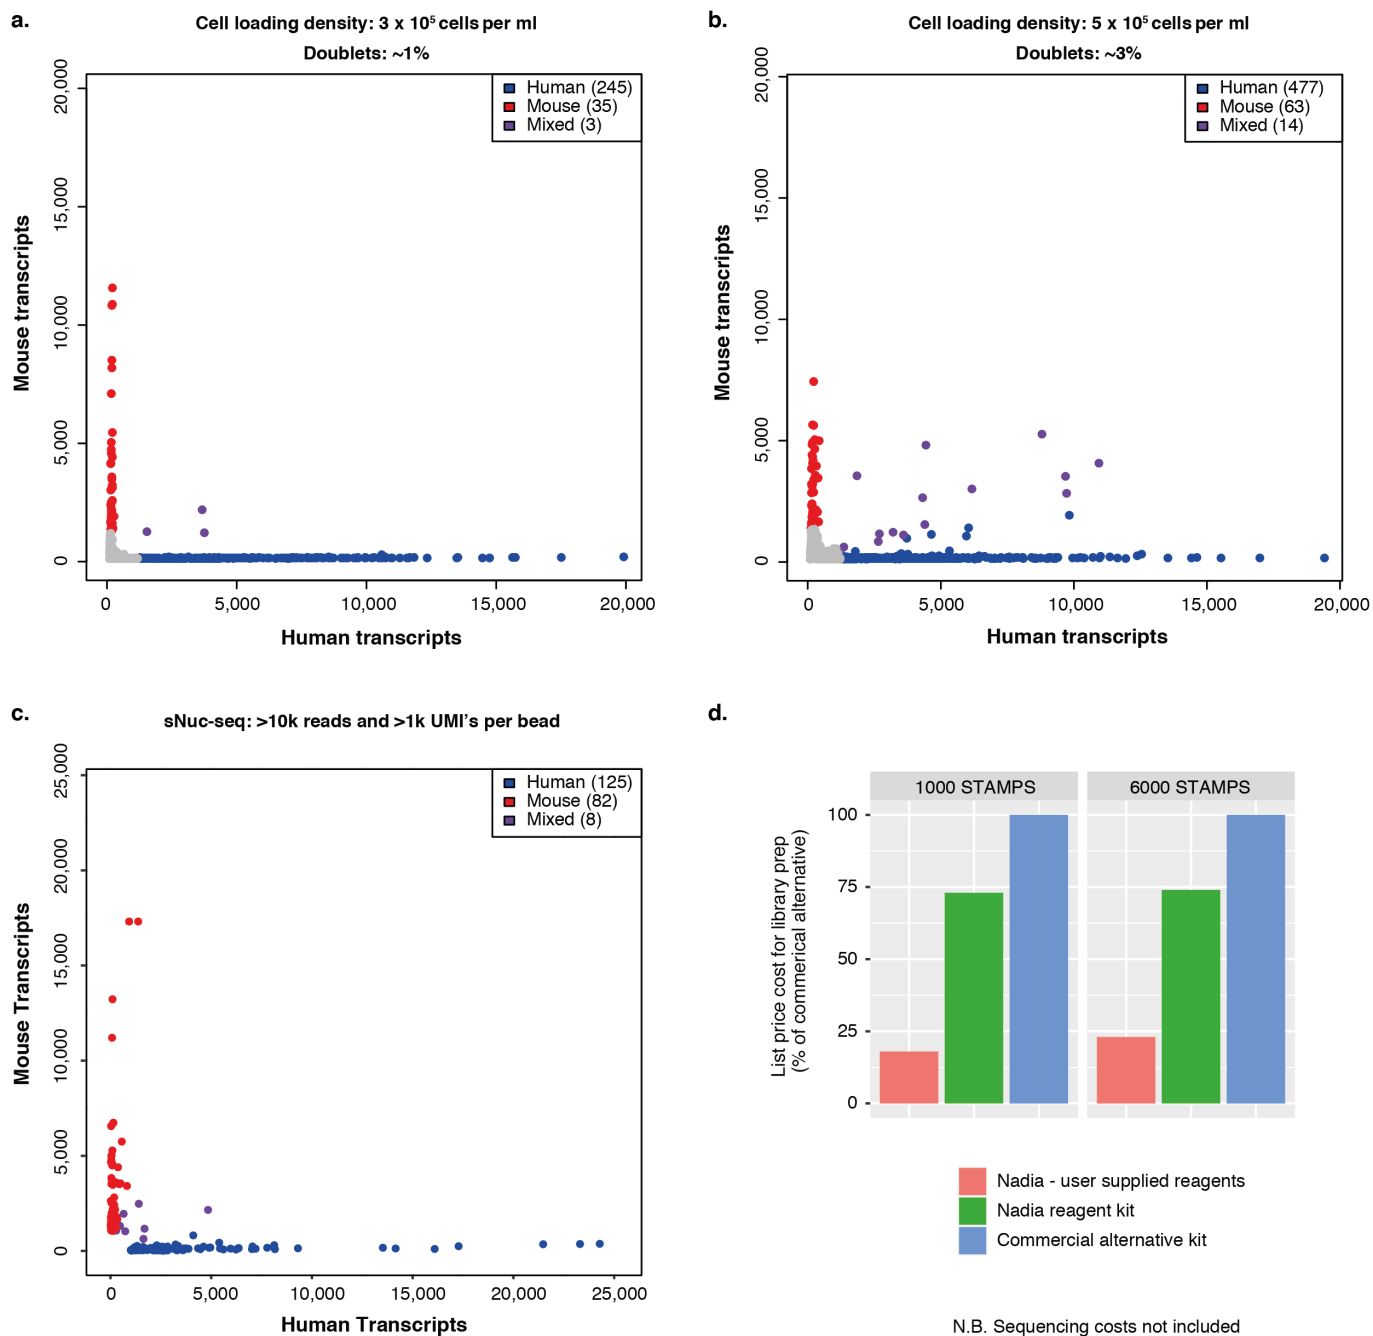 a.
Cell loading density: 3 x 10⁵ cells per ml
Doublets: ~1%
Human (245)
Mouse (35)
Mixed (3)
20,000
15,000
10,000
5,000
0
Mouse transcripts
0 5,000 10,000 15,000 20,000
Human transcripts
b.
Cell loading density: 5 x 10⁵ cells per ml
Doublets: ~3%
Human (477)
Mouse (63)
Mixed (14)
20,000
15,000
10,000
5,000
0
Mouse transcripts
0 5,000 10,000 15,000 20,000
Human transcripts
c.
sNuc-seq: >10k reads and >1k UMI's per bead
Human (125)
Mouse (82)
Mixed (8)
25,000
20,000
15,000
10,000
5,000
0
Mouse Transcripts
0 5,000 10,000 15,000 20,000 25,000
Human Transcripts
d.
1000 STAMPS 6000 STAMPS
100
75
50
25
0
List price cost for library prep
(% of commerical alternative)
Nadia - user supplied reagents
Nadia reagent kit
Commercial alternative kit
N.B. Sequencing costs not included